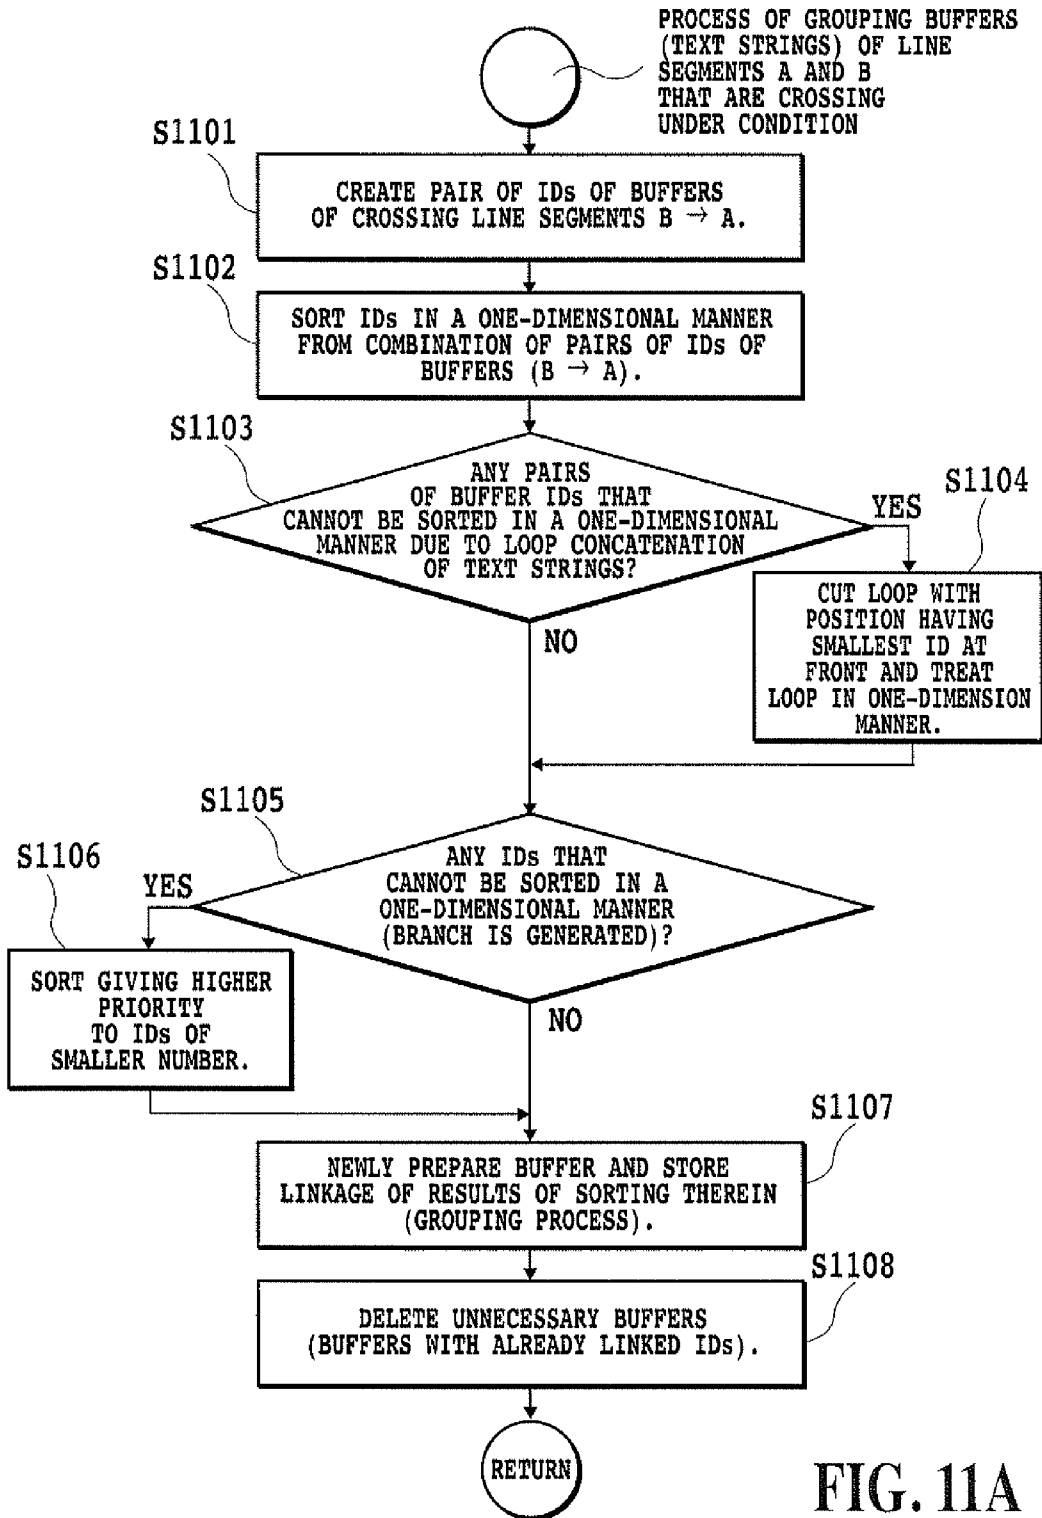 PROCESS OF GROUPING BUFFERS
(TEXT STRINGS) OF LINE
SEGMENTS A AND B
THAT ARE CROSSING
UNDER CONDITION
S1101
CREATE PAIR OF IDs OF BUFFERS
OF CROSSING LINE SEGMENTS B → A.
S1102
SORT IDs IN A ONE-DIMENSIONAL MANNER
FROM COMBINATION OF PAIRS OF IDs OF
BUFFERS (B → A).
S1103
ANY PAIRS
OF BUFFER IDs THAT
CANNOT BE SORTED IN A ONE-DIMENSIONAL
MANNER DUE TO LOOP CONCATENATION
OF TEXT STRINGS?
YES
S1104
CUT LOOP WITH
POSITION HAVING
SMALLEST ID AT
FRONT AND TREAT
LOOP IN ONE-DIMENSION
MANNER.
NO
S1105
ANY IDs THAT
CANNOT BE SORTED IN A
ONE-DIMENSIONAL MANNER
(BRANCH IS GENERATED)?
S1106
YES
SORT GIVING HIGHER
PRIORITY
TO IDs OF
SMALLER NUMBER.
NO
S1107
NEWLY PREPARE BUFFER AND STORE
LINKAGE OF RESULTS OF SORTING THEREIN
(GROUPING PROCESS).
S1108
DELETE UNNECESSARY BUFFERS
(BUFFERS WITH ALREADY LINKED IDs).
RETURN
FIG. 11A